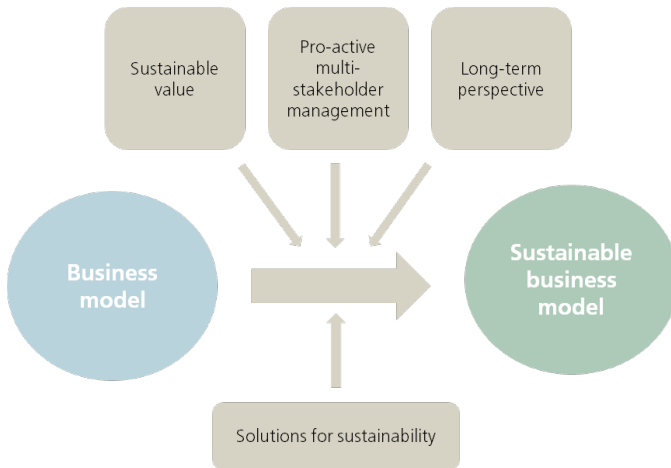 Sustainable
value
Pro-active
multi-
stakeholder
management
Long-term
perspective
Business
model
Sustainable
business
model
Solutions for sustainability